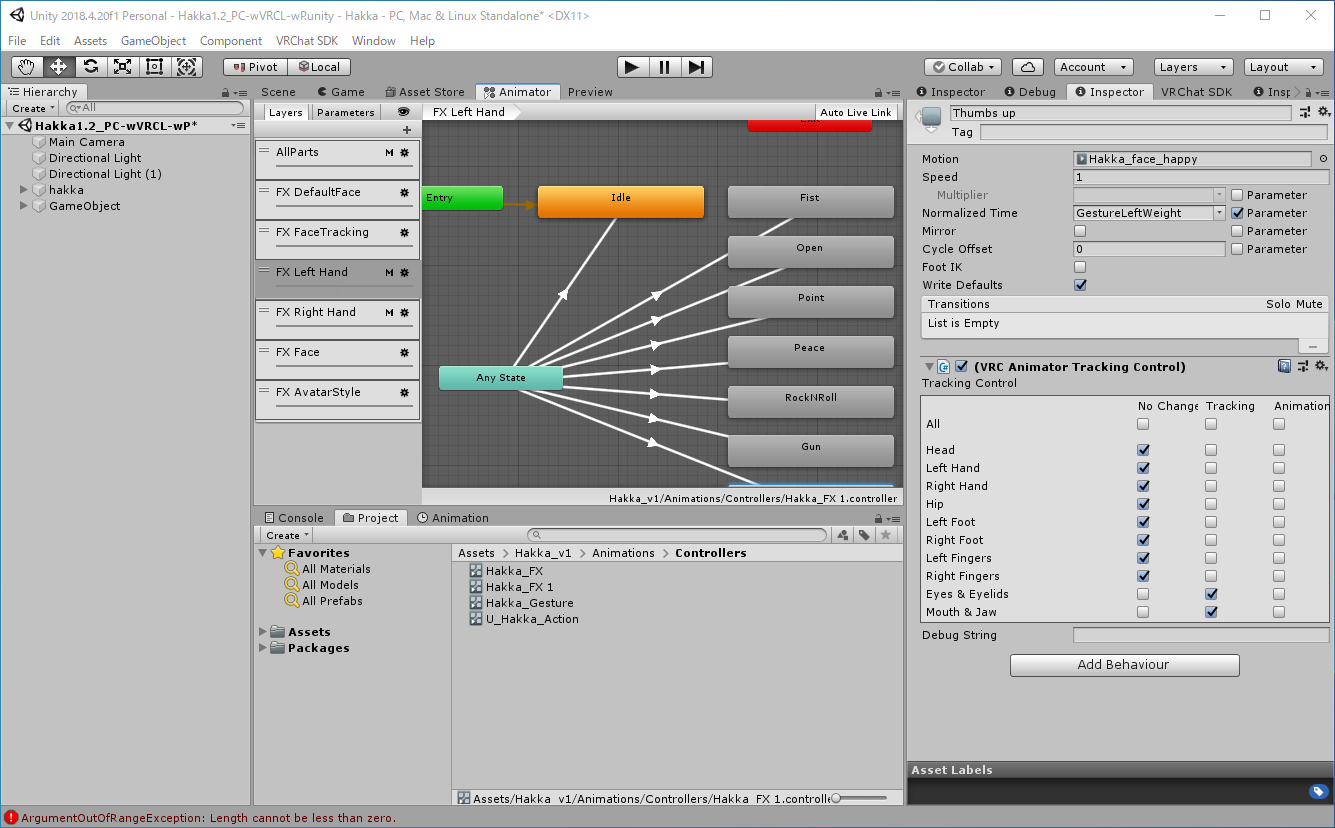 Unity 2018.4.20f1 Personal - Hakka1.2_PC-wVRCL-wP.unity - Hakka - PC, Mac & Linux Standalone* <DX11>
File Edit Assets GameObject Component VRChat SDK Window Help
Pivot Local Collab Account Layers Layout
Hierarchy
Create All
Hakka1.2_PC-wVRCL-wP*
Main Camera
Directional Light
Directional Light (1)
hakka
GameObject
Scene Game Asset Store Animator Preview
Layers Parameters FX Left Hand Auto Live Link
AllParts M
FX DefaultFace
FX FaceTracking
FX Left Hand M
FX Right Hand M
FX Face
FX AvatarStyle
Entry
Idle
Fist
Open
Point
Peace
Any State
RockNRoll
Gun
Hakka_v1/Animations/Controllers/Hakka_FX 1.controller
Console Project Animation
Create
Favorites
All Materials
All Models
All Prefabs
Assets
Packages
Assets > Hakka_v1 > Animations > Controllers
Hakka_FX
Hakka_FX 1
Hakka_Gesture
U_Hakka_Action
Assets/Hakka_v1/Animations/Controllers/Hakka_FX 1.controlle
Inspector Debug Inspector VRChat SDK Insp
Thumbs up
Tag
Motion Hakka_face_happy
Speed 1
Multiplier Parameter
Normalized Time GestureLeftWeight Parameter
Mirror Parameter
Cycle Offset 0 Parameter
Foot IK
Write Defaults
Transitions Solo Mute
List is Empty
(VRC Animator Tracking Control)
Tracking Control
No Change Tracking Animation
All
Head
Left Hand
Right Hand
Hip
Left Foot
Right Foot
Left Fingers
Right Fingers
Eyes & Eyelids
Mouth & Jaw
Debug String
Add Behaviour
Asset Labels
ArgumentOutOfRangeException: Length cannot be less than zero.